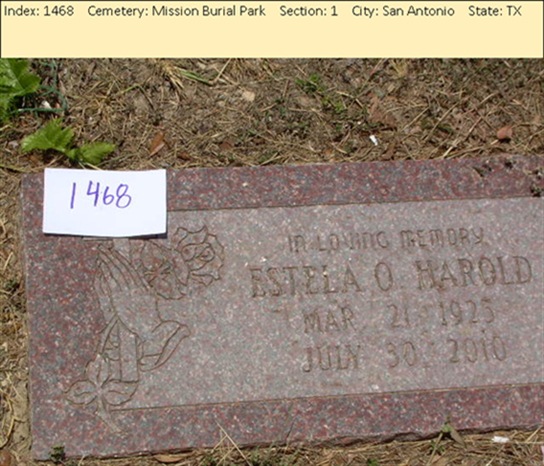 Index: 1468 Cemetery: Mission Burial Park Section: 1 City: San Antonio State: TX
1468
IN LOVING MEMORY
ESTELA O. HAROLD
MAR 21 1925
JULY 30 2010